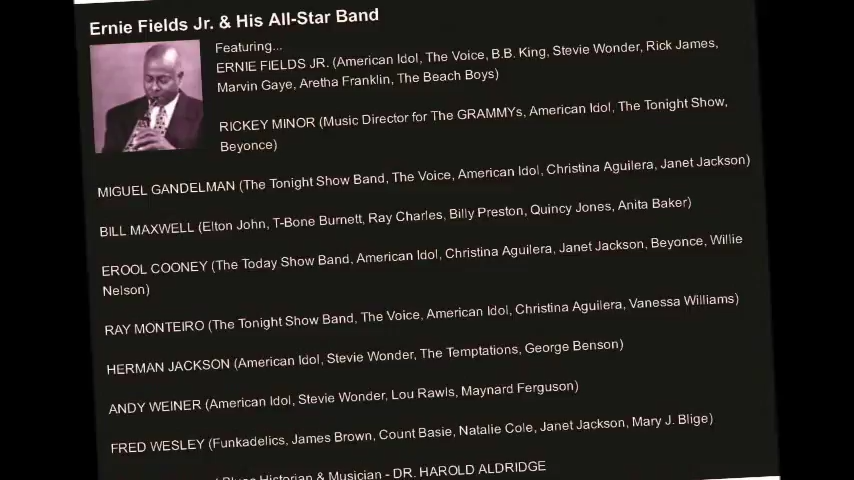 Ernie Fields Jr. & His All-Star Band
Featuring...
ERNIE FIELDS JR. (American Idol, The Voice, B.B. King, Stevie Wonder, Rick James,
Marvin Gaye, Aretha Franklin, The Beach Boys)
RICKEY MINOR (Music Director for The GRAMMYs, American Idol, The Tonight Show,
Beyonce)
MIGUEL GANDELMAN (The Tonight Show Band, The Voice, American Idol, Christina Aguilera, Janet Jackson)
BILL MAXWELL (Elton John, T-Bone Burnett, Ray Charles, Billy Preston, Quincy Jones, Anita Baker)
EROOL COONEY (The Today Show Band, American Idol, Christina Aguilera, Janet Jackson, Beyonce, Willie
Nelson)
RAY MONTEIRO (The Tonight Show Band, The Voice, American Idol, Christina Aguilera, Vanessa Williams)
HERMAN JACKSON (American Idol, Stevie Wonder, The Temptations, George Benson)
ANDY WEINER (American Idol, Stevie Wonder, Lou Rawls, Maynard Ferguson)
FRED WESLEY (Funkadelics, James Brown, Count Basie, Natalie Cole, Janet Jackson, Mary J. Blige)
Blues Historian & Musician - DR. HAROLD ALDRIDGE